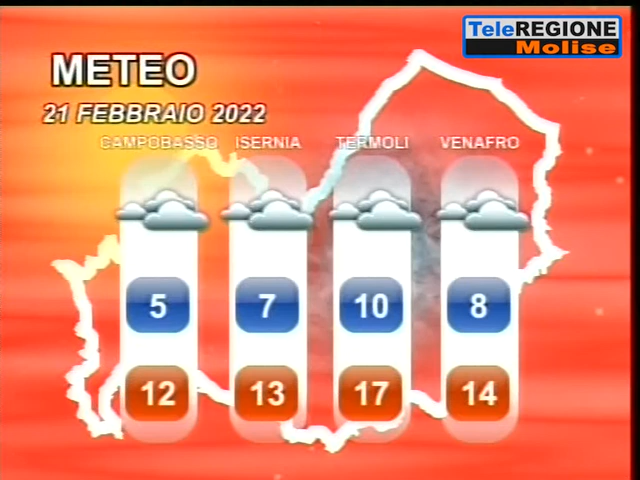 TeleREGIONE
Molise
METEO
21 FEBBRAIO 2022
CAMPOBASSO ISERNIA TERMOLI VENAFRO
5 7 10 8
12 13 17 14